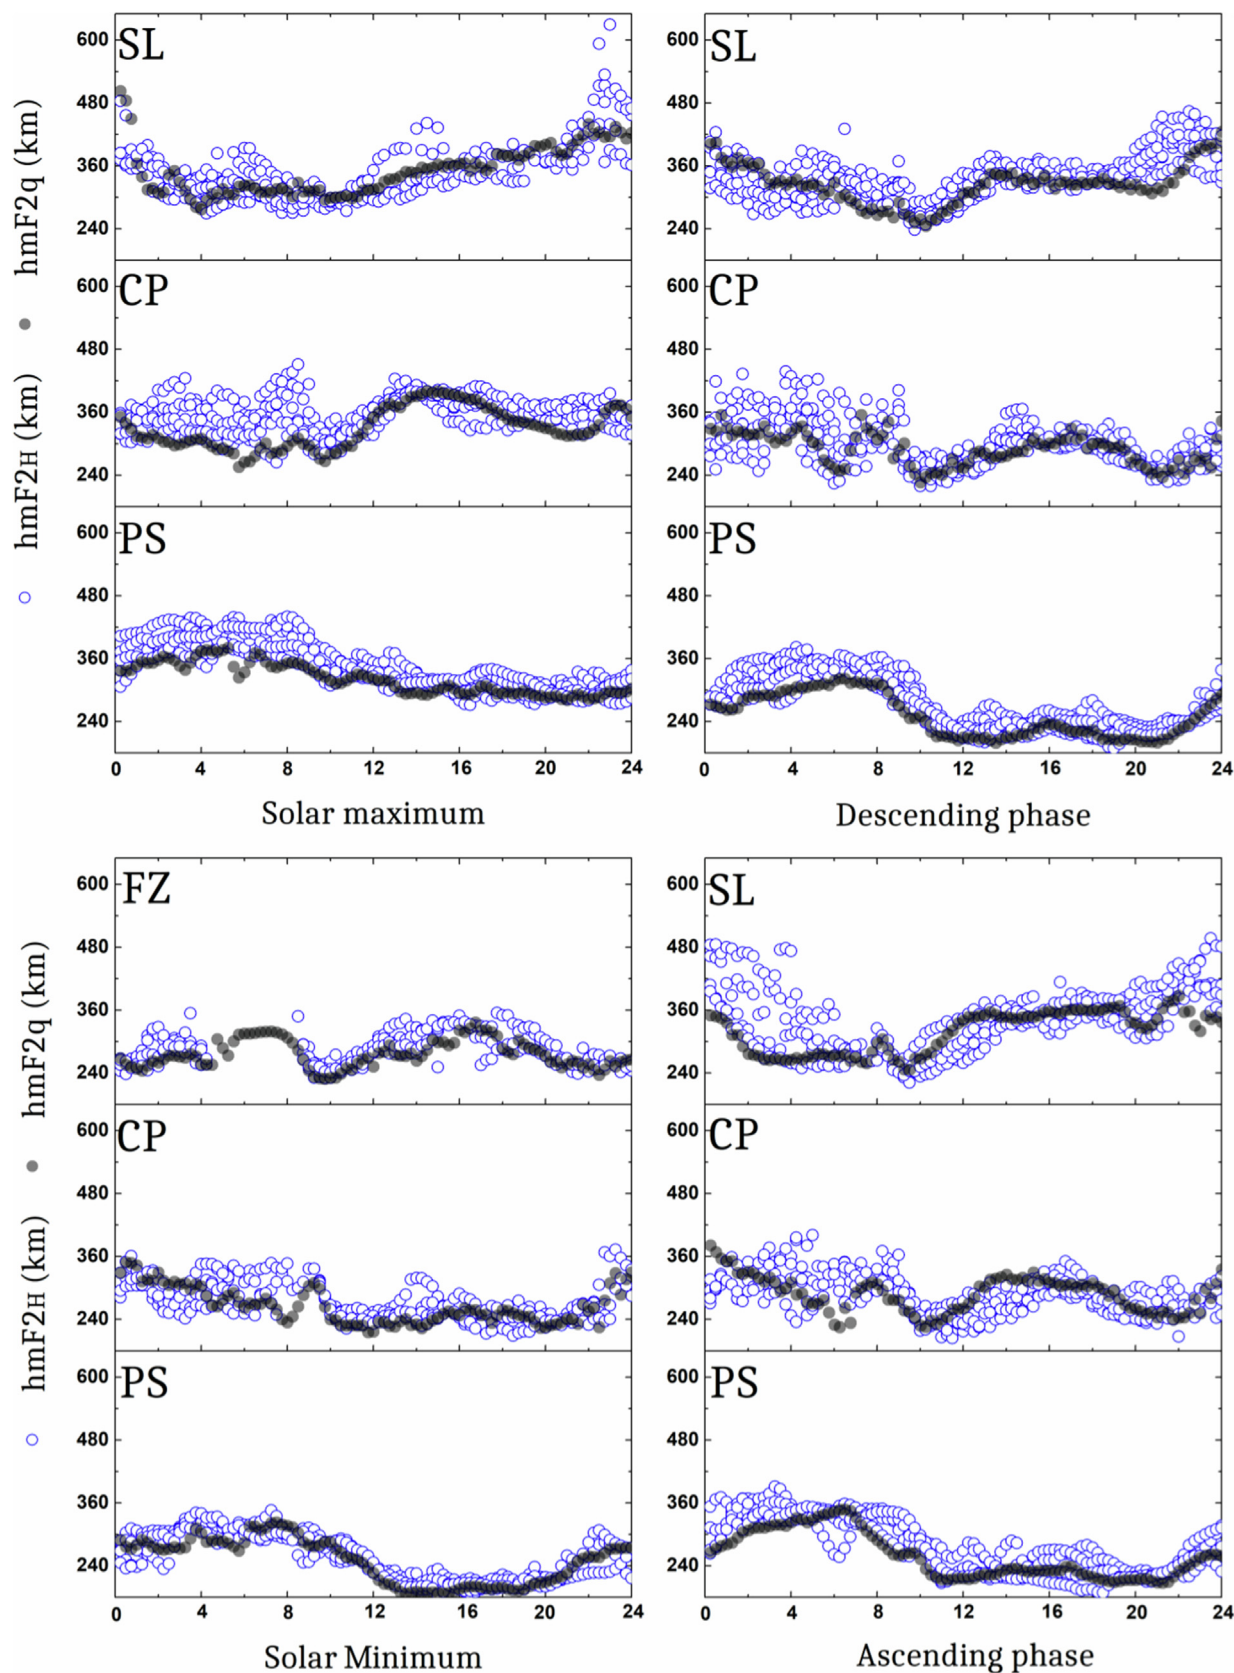 hmF2H (km) hmF2q (km)
SL
600
480
360
240
CP
600
480
360
240
PS
600
480
360
240
0 4 8 12 16 20 24
Solar maximum
SL
600
480
360
240
CP
600
480
360
240
PS
600
480
360
240
0 4 8 12 16 20 24
Descending phase
hmF2H (km) hmF2q (km)
FZ
600
480
360
240
CP
600
480
360
240
PS
600
480
360
240
0 4 8 12 16 20 24
Solar Minimum
SL
600
480
360
240
CP
600
480
360
240
PS
600
480
360
240
0 4 8 12 16 20 24
Ascending phase